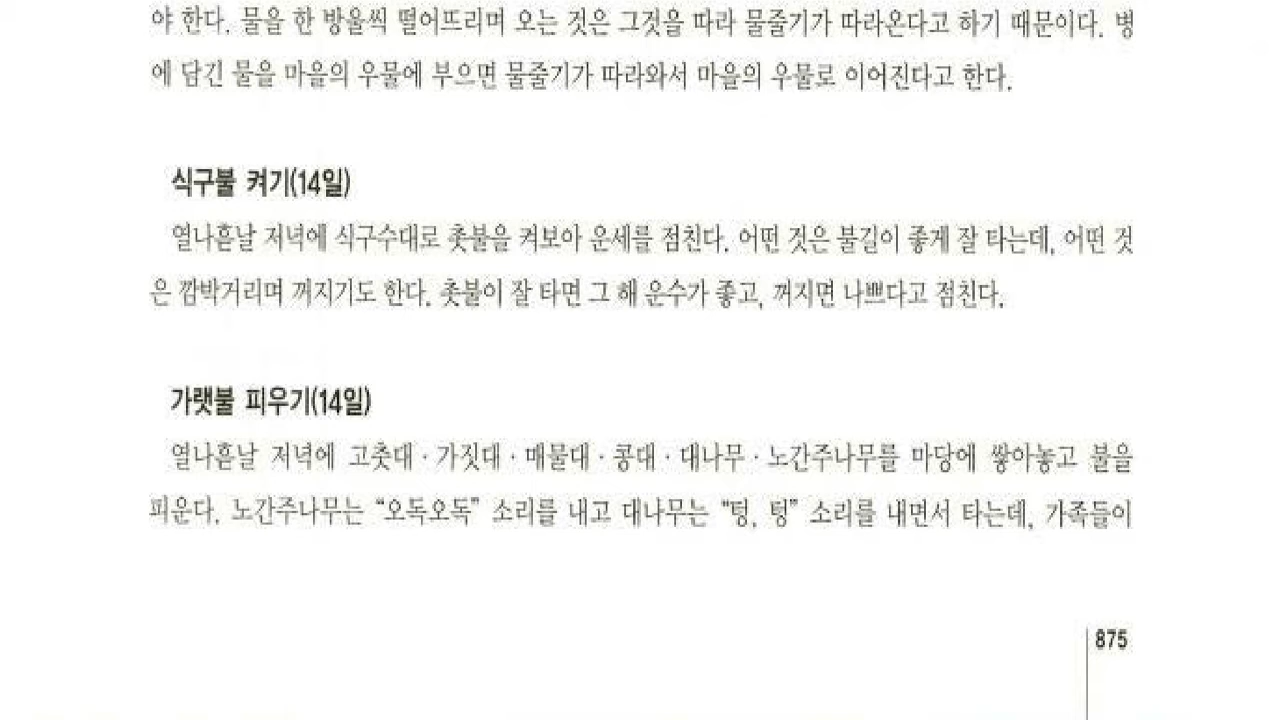 야 한다. 물을 한 방울씩 떨어뜨리며 오는 것은 그것을 따라 물줄기가 따라온다고 하기 때문이다. 병
에 담긴 물을 마을의 우물에 부으면 물줄기가 따라와서 마을의 우물로 이어진다고 한다.
식구불 켜기(14일)
열나흗날 저녁에 식구수대로 촛불을 켜보아 운세를 점친다. 어떤 것은 불길이 좋게 잘 타는데, 어떤 것
은 깜박거리며 꺼지기도 한다. 촛불이 잘 타면 그 해 운수가 좋고, 꺼지면 나쁘다고 점친다.
가랫불 피우기(14일)
열나흗날 저녁에 고춧대·가짓대·매물대·콩대·대나무·노간주나무를 마당에 쌓아놓고 불을
피운다. 노간주나무는 “오독오독” 소리를 내고 대나무는 “텅, 텅” 소리를 내면서 타는데, 가족들이
875